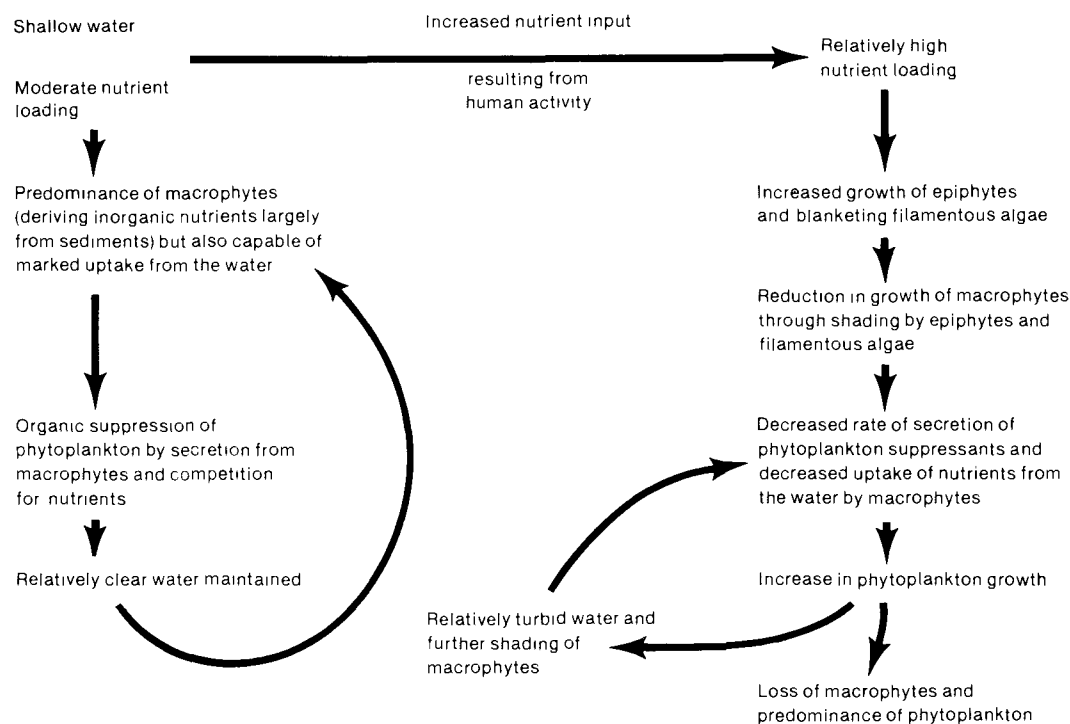 Shallow water
Moderate nutrient
loading
Increased nutrient input
resulting from
human activity
Relatively high
nutrient loading
Predominance of macrophytes
(deriving inorganic nutrients largely
from sediments) but also capable of
marked uptake from the water
Organic suppression of
phytoplankton by secretion from
macrophytes and competition
for nutrients
Relatively clear water maintained
Increased growth of epiphytes
and blanketing filamentous algae
Reduction in growth of macrophytes
through shading by epiphytes and
filamentous algae
Decreased rate of secretion of
phytoplankton suppressants and
decreased uptake of nutrients from
the water by macrophytes
Increase in phytoplankton growth
Relatively turbid water and
further shading of
macrophytes
Loss of macrophytes and
predominance of phytoplankton